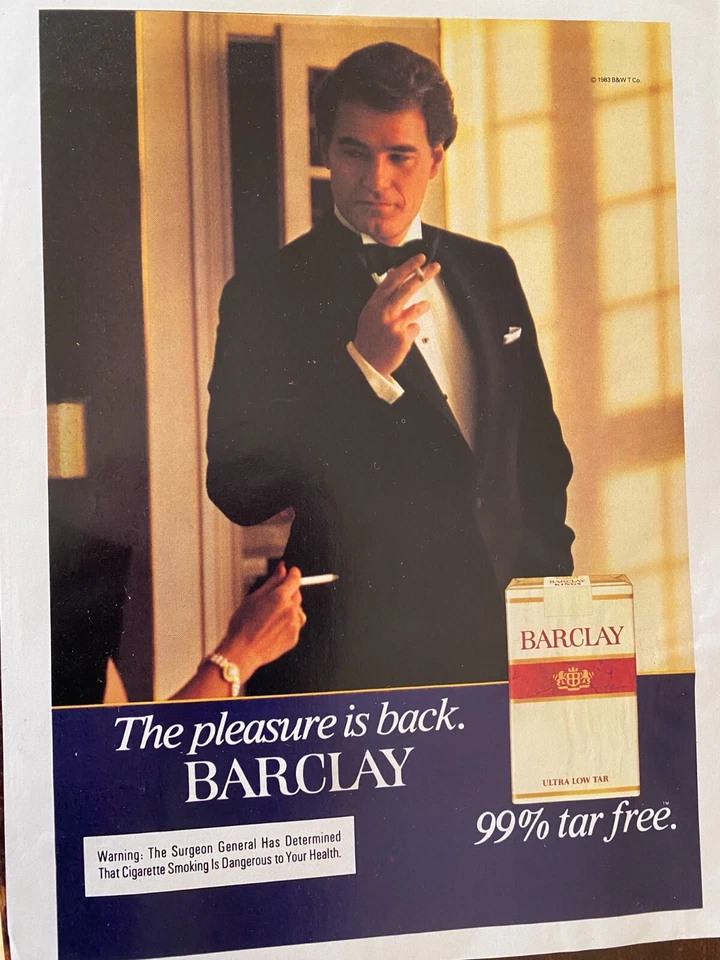 © 1983 B&W T Co.
BARCLAY
BARCLAY
ULTRA LOW TAR
The pleasure is back.
BARCLAY
99% tar free.™
Warning: The Surgeon General Has Determined
That Cigarette Smoking Is Dangerous to Your Health.